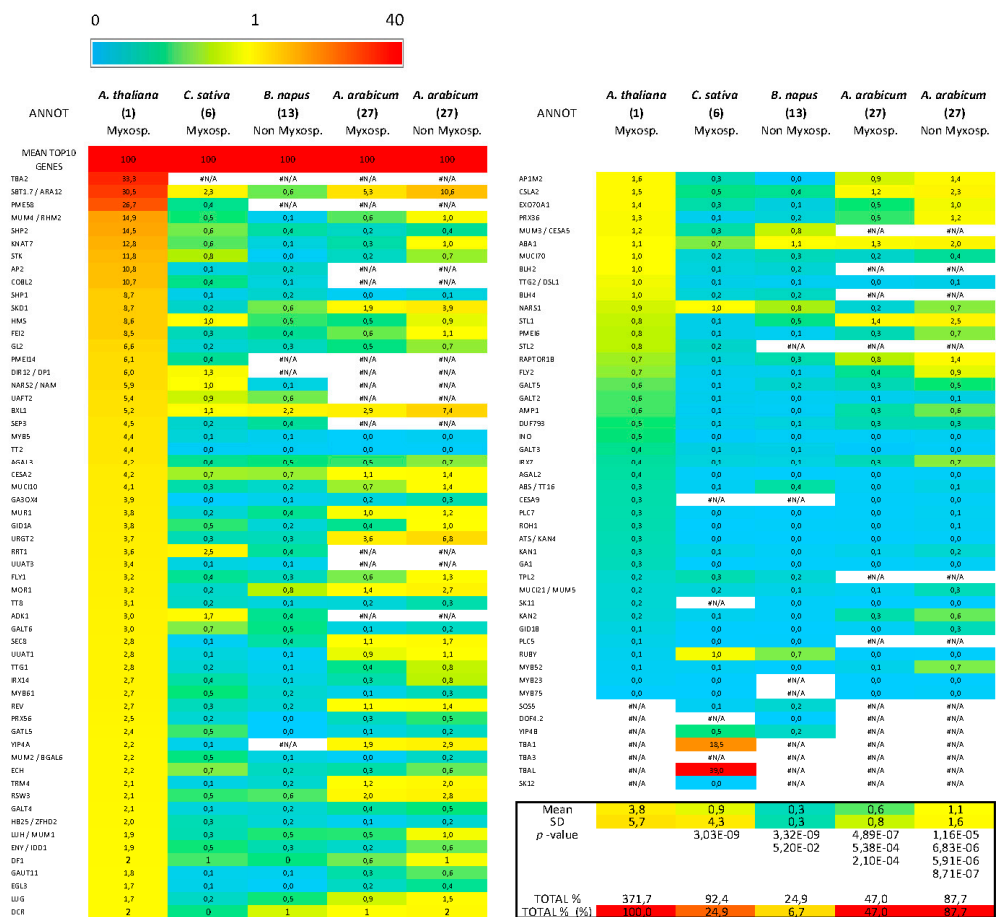 0 1 40
A. thaliana C. sativa B. napus A. arabicum A. arabicum
ANNOT (1) (6) (13) (27) (27)
Myxosp. Myxosp. Non Myxosp. Myxosp. Non Myxosp.
MEAN TOP10 GENES 100 100 100 100 100
TBA2 33,3 #N/A #N/A #N/A #N/A
SBT1.7 / ARA12 30,5 2,3 0,6 5,3 10,6
PME58 26,7 0,4 #N/A #N/A #N/A
MUM4 / RHM2 14,9 0,5 0,1 0,6 1,0
SHP2 14,5 0,6 0,4 0,2 0,4
KNAT7 12,8 0,6 0,1 0,3 1,0
STK 11,8 0,8 0,0 0,2 0,7
AP2 10,8 0,1 0,2 #N/A #N/A
COBL2 10,7 0,4 0,1 #N/A #N/A
SHP1 8,7 0,1 0,2 0,0 0,1
SKD1 8,7 0,2 0,6 1,9 3,9
HMS 8,6 1,0 0,5 0,5 0,9
FEI2 8,5 0,3 0,4 0,6 1,1
GL2 6,6 0,2 0,3 0,5 0,7
PMEI14 6,1 0,4 #N/A #N/A #N/A
DIR12 / DP1 6,0 1,3 #N/A #N/A #N/A
NARS2 / NAM 5,9 1,0 0,1 #N/A #N/A
UAFT2 5,4 0,9 0,6 #N/A #N/A
BXL1 5,2 1,1 2,2 2,9 7,4
SEP3 4,5 0,2 0,4 #N/A #N/A
MYB5 4,4 0,1 0,1 0,0 0,0
TT2 4,4 0,0 0,0 0,0 0,0
AGAL3 4,2 0,4 0,5 0,5 0,7
CESA2 4,2 0,7 0,7 1,1 1,4
MUCI10 4,1 0,3 0,2 0,7 1,4
GA3OX4 3,9 0,0 0,1 0,2 0,3
MUR1 3,8 0,2 0,4 1,0 1,2
GID1A 3,8 0,5 0,2 0,4 1,0
URGT2 3,7 0,3 0,3 3,6 6,8
RRT1 3,6 2,5 0,4 #N/A #N/A
UUAT3 3,4 0,1 0,1 #N/A #N/A
FLY1 3,2 0,4 0,3 0,6 1,3
MOR1 3,2 0,2 0,8 1,4 2,7
TT8 3,1 0,2 0,1 0,2 0,3
ADK1 3,0 1,7 0,4 #N/A #N/A
GALT6 3,0 0,7 0,5 0,1 0,2
SEC8 2,8 0,1 0,4 1,1 1,7
UUAT1 2,8 0,1 0,1 0,9 1,1
TTG1 2,8 0,2 0,1 0,4 0,8
IRX14 2,7 0,4 0,1 0,3 0,8
MYB61 2,7 0,5 0,2 0,1 0,3
REV 2,7 0,3 0,2 1,1 1,4
PRX56 2,5 0,2 0,0 0,3 0,5
GATL5 2,4 0,5 0,0 0,1 0,2
YIP4A 2,2 0,1 #N/A 1,9 2,9
MUM2 / BGAL6 2,2 0,5 0,1 0,0 0,2
ECH 2,2 0,7 0,2 0,3 0,6
TRM4 2,1 0,1 0,2 1,2 2,0
RSW3 2,1 0,5 0,6 2,0 2,8
GALT4 2,1 0,1 0,2 0,4 0,5
HB25 / ZFHD2 2,0 0,3 0,2 0,1 0,2
LUH / MUM1 1,9 0,3 0,5 0,5 1,0
ENY / IDD1 1,9 0,5 0,3 0,3 0,6
DF1 2 1 0 0,6 1
GAUT11 1,8 0,1 0,1 0,3 0,6
EGL3 1,7 0,1 0,0 0,2 0,4
LUG 1,7 0,2 0,5 0,9 1,5
DCR 2 0 1 1 2
A. thaliana C. sativa B. napus A. arabicum A. arabicum
ANNOT (1) (6) (13) (27) (27)
Myxosp. Myxosp. Non Myxosp. Myxosp. Non Myxosp.
AP1M2 1,6 0,3 0,0 0,9 1,4
CSLA2 1,5 0,5 0,4 1,2 2,3
EXO70A1 1,4 0,3 0,1 0,5 1,0
PRX36 1,3 0,1 0,2 0,5 1,2
MUM3 / CESA5 1,2 0,3 0,8 #N/A #N/A
ABA1 1,1 0,7 1,1 1,3 2,0
MUCI70 1,0 0,2 0,3 0,2 0,4
BLH2 1,0 0,1 0,2 #N/A #N/A
TTG2 / DSL1 1,0 0,1 0,1 0,0 0,1
BLH4 1,0 0,2 0,2 #N/A #N/A
NARS1 0,9 1,0 0,8 0,2 0,7
STL1 0,8 0,1 0,5 1,4 2,5
PMEI6 0,8 0,1 0,1 0,3 0,7
STL2 0,8 0,2 #N/A #N/A #N/A
RAPTOR1B 0,7 0,1 0,3 0,8 1,4
FLY2 0,7 0,1 0,1 0,4 0,9
GALT5 0,6 0,1 0,2 0,3 0,5
GALT2 0,6 0,1 0,1 0,0 0,2
AMP1 0,6 0,1 0,0 0,3 0,6
DUF793 0,5 0,1 0,1 0,3 0,3
INO 0,5 0,0 0,0 0,0 0,0
GALT3 0,4 0,1 0,1 0,0 0,0
IRX7 0,4 0,1 0,1 0,3 0,7
AGAL2 0,4 0,0 0,0 0,0 0,0
ABS / TT16 0,3 0,1 0,4 0,0 0,1
CESA9 0,3 #N/A #N/A 0,0 0,0
PLC7 0,3 0,0 0,0 0,0 0,1
ROH1 0,3 0,0 0,0 0,0 0,1
ATS / KAN4 0,3 0,0 0,0 0,0 0,0
KAN1 0,3 0,1 0,0 0,1 0,2
GA1 0,3 0,0 0,0 0,0 0,0
TPL2 0,2 0,3 0,2 #N/A #N/A
MUCI21 / MUM5 0,2 0,2 0,1 0,1 0,3
SK11 0,2 #N/A 0,0 0,0 0,0
KAN2 0,2 0,1 0,0 0,3 0,6
GID1B 0,1 0,1 0,0 0,0 0,3
PLC5 0,1 0,0 0,0 #N/A #N/A
RUBY 0,1 1,0 0,7 0,0 0,0
MYB52 0,1 0,1 0,0 0,1 0,7
MYB23 0,0 0,0 #N/A 0,0 0,0
MYB75 0,0 0,0 #N/A 0,0 0,0
SOS5 #N/A 0,1 0,2 #N/A #N/A
DOF4.2 #N/A #N/A 0,0 #N/A #N/A
YIP4B #N/A 0,5 0,2 #N/A #N/A
TBA1 #N/A 18,5 #N/A #N/A #N/A
TBA3 #N/A #N/A #N/A #N/A #N/A
TBAL #N/A 39,0 #N/A #N/A #N/A
SK12 #N/A 0,0 0,0 #N/A #N/A
Mean 3,8 0,9 0,3 0,6 1,1
SD 5,7 4,3 0,3 0,8 1,6
p -value 3,03E-09 3,32E-09 4,89E-07 1,16E-05
5,20E-02 5,38E-04 6,83E-06
2,10E-04 5,91E-06
8,71E-07
TOTAL % 371,7 92,4 24,9 47,0 87,7
TOTAL % (%) 100,0 24,9 6,7 47,0 87,7